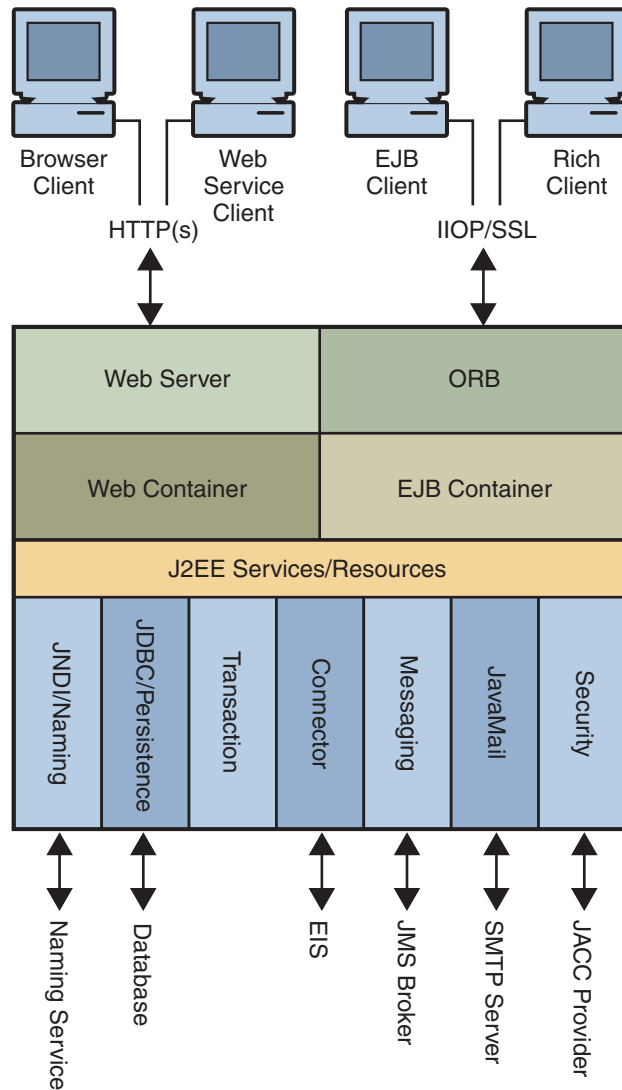 Browser
Client
Web
Service
Client
EJB
Client
Rich
Client
HTTP(s)
IIOP/SSL
Web Server
ORB
Web Container
EJB Container
J2EE Services/Resources
JNDI/Naming
JDBC/Persistence
Transaction
Connector
Messaging
JavaMail
Security
Naming Service
Database
EIS
JMS Broker
SMTP Server
JACC Provider